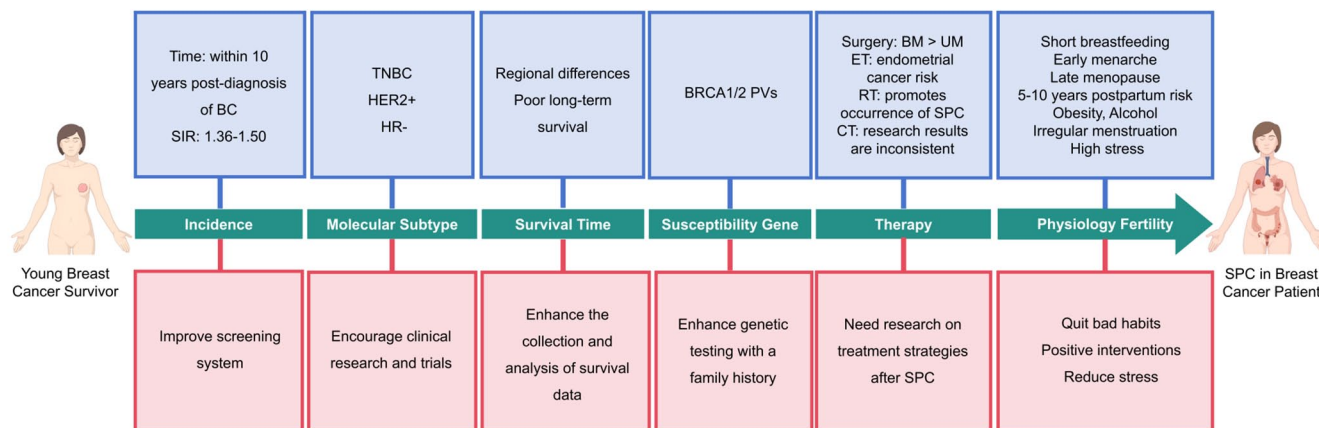 Time: within 10
years post-diagnosis
of BC
SIR: 1.36-1.50
TNBC
HER2+
HR-
Regional differences
Poor long-term
survival
BRCA1/2 PVs
Surgery: BM > UM
ET: endometrial
cancer risk
RT: promotes
occurrence of SPC
CT: research results
are inconsistent
Short breastfeeding
Early menarche
Late menopause
5-10 years postpartum risk
Obesity, Alcohol
Irregular menstruation
High stress
Incidence
Molecular Subtype
Survival Time
Susceptibility Gene
Therapy
Physiology Fertility
Young Breast
Cancer Survivor
SPC in Breast
Cancer Patient
Improve screening
system
Encourage clinical
research and trials
Enhance the
collection and
analysis of survival
data
Enhance genetic
testing with a
family history
Need research on
treatment strategies
after SPC
Quit bad habits
Positive interventions
Reduce stress